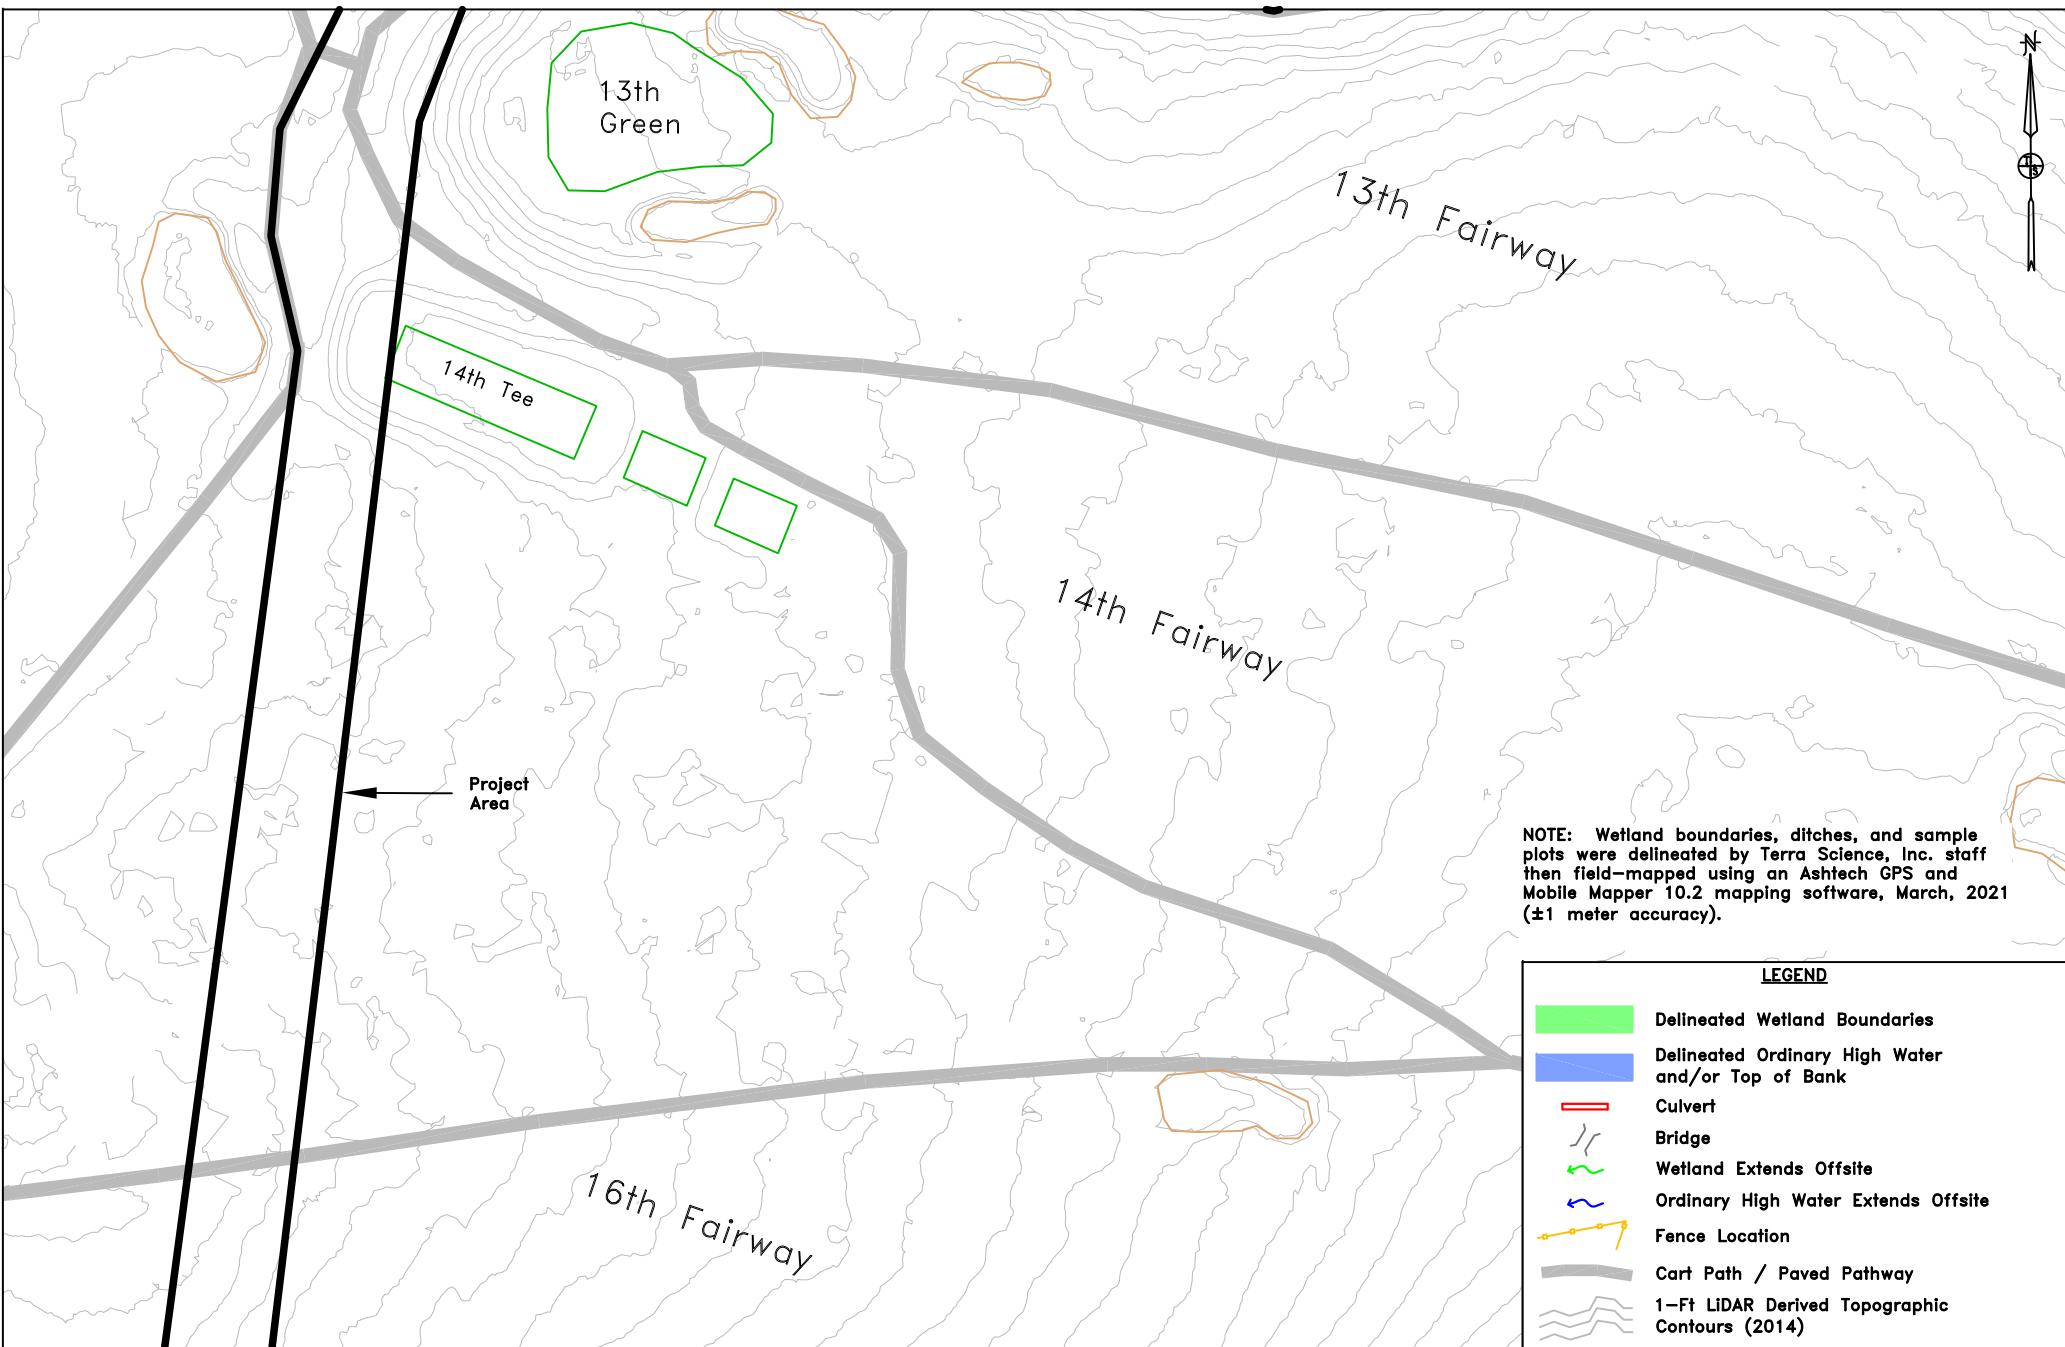 13th
Green
N
T
S
13th Fairway
14th Tee
14th Fairway
Project
Area
NOTE: Wetland boundaries, ditches, and sample
plots were delineated by Terra Science, Inc. staff
then field-mapped using an Ashtech GPS and
Mobile Mapper 10.2 mapping software, March, 2021
(±1 meter accuracy).
LEGEND
Delineated Wetland Boundaries
Delineated Ordinary High Water
and/or Top of Bank
Culvert
Bridge
Wetland Extends Offsite
Ordinary High Water Extends Offsite
Fence Location
Cart Path / Paved Pathway
1-Ft LiDAR Derived Topographic
Contours (2014)
16th Fairway